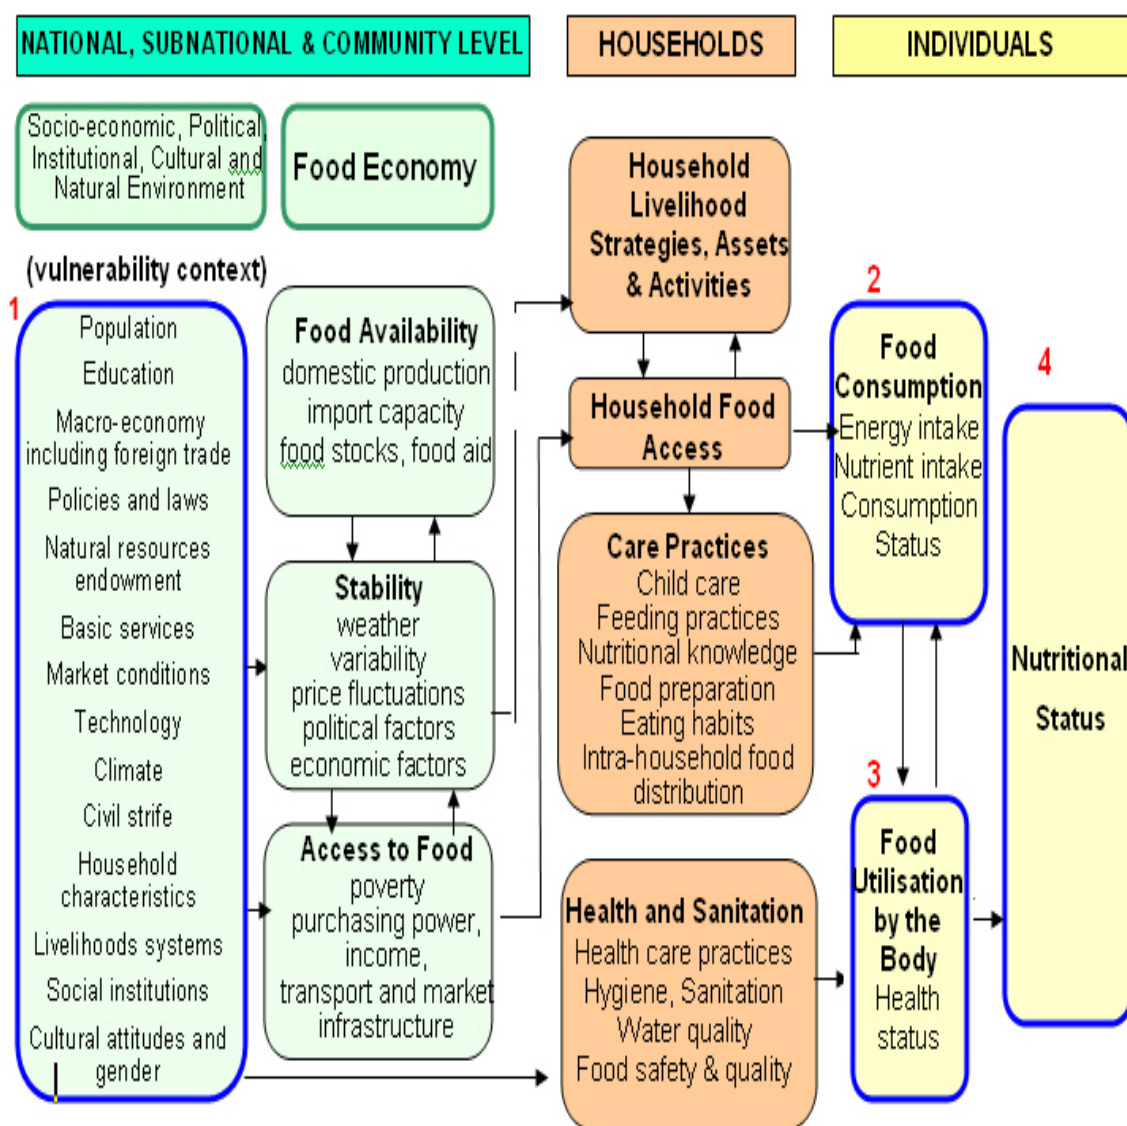 NATIONAL, SUBNATIONAL & COMMUNITY LEVEL
HOUSEHOLDS
INDIVIDUALS
Socio-economic, Political,
Institutional, Cultural and
Natural Environment
Food Economy
(vulnerability context)
1
Population
Education
Macro-economy
including foreign trade
Policies and laws
Natural resources
endowment
Basic services
Market conditions
Technology
Climate
Civil strife
Household
characteristics
Livelihoods systems
Social institutions
Cultural attitudes and
gender
Food Availability
domestic production
import capacity
food stocks, food aid
Stability
weather
variability
price fluctuations
political factors
economic factors
Access to Food
poverty
purchasing power,
income,
transport and market
infrastructure
Household
Livelihood
Strategies, Assets
& Activities
Household Food
Access
Care Practices
Child care
Feeding practices
Nutritional knowledge
Food preparation
Eating habits
Intra-household food
distribution
Health and Sanitation
Health care practices
Hygiene, Sanitation
Water quality
Food safety & quality
2
Food
Consumption
Energy intake
Nutrient intake
Consumption
Status
3
Food
Utilisation
by the
Body
Health
status
4
Nutritional
Status